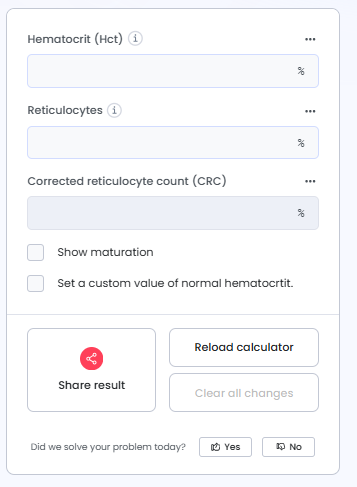 Hematocrit (Hct) i ...
%
Reticulocytes i ...
%
Corrected reticulocyte count (CRC) ...
%
Show maturation
Set a custom value of normal hematocrtit.
Share result
Reload calculator
Clear all changes
Did we solve your problem today? Yes No